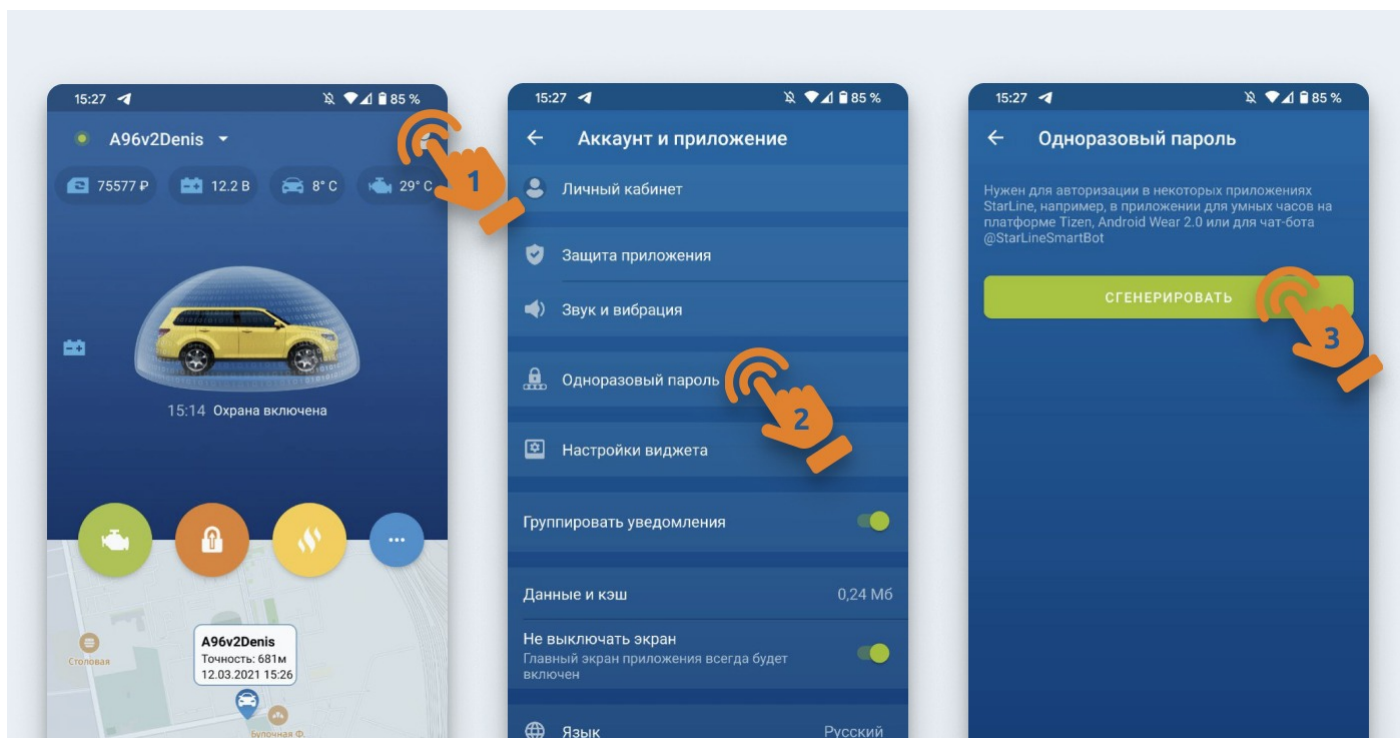 15:27
85 %
A96v2Denis
75577 ₽
12.2 В
8° C
29° C
1
15:14 Охрана включена
Столовая
A96v2Denis
Точность: 681м
12.03.2021 15:26
Булочная Ф.
15:27
85 %
Аккаунт и приложение
Личный кабинет
Защита приложения
Звук и вибрация
Одноразовый пароль
2
Настройки виджета
Группировать уведомления
Данные и кэш
0,24 Мб
Не выключать экран
Главный экран приложения всегда будет
включен
Язык
Русский
15:27
85 %
Одноразовый пароль
Нужен для авторизации в некоторых приложениях
StarLine, например, в приложении для умных часов на
платформе Tizen, Android Wear 2.0 или для чат-бота
@StarLineSmartBot
СГЕНЕРИРОВАТЬ
3